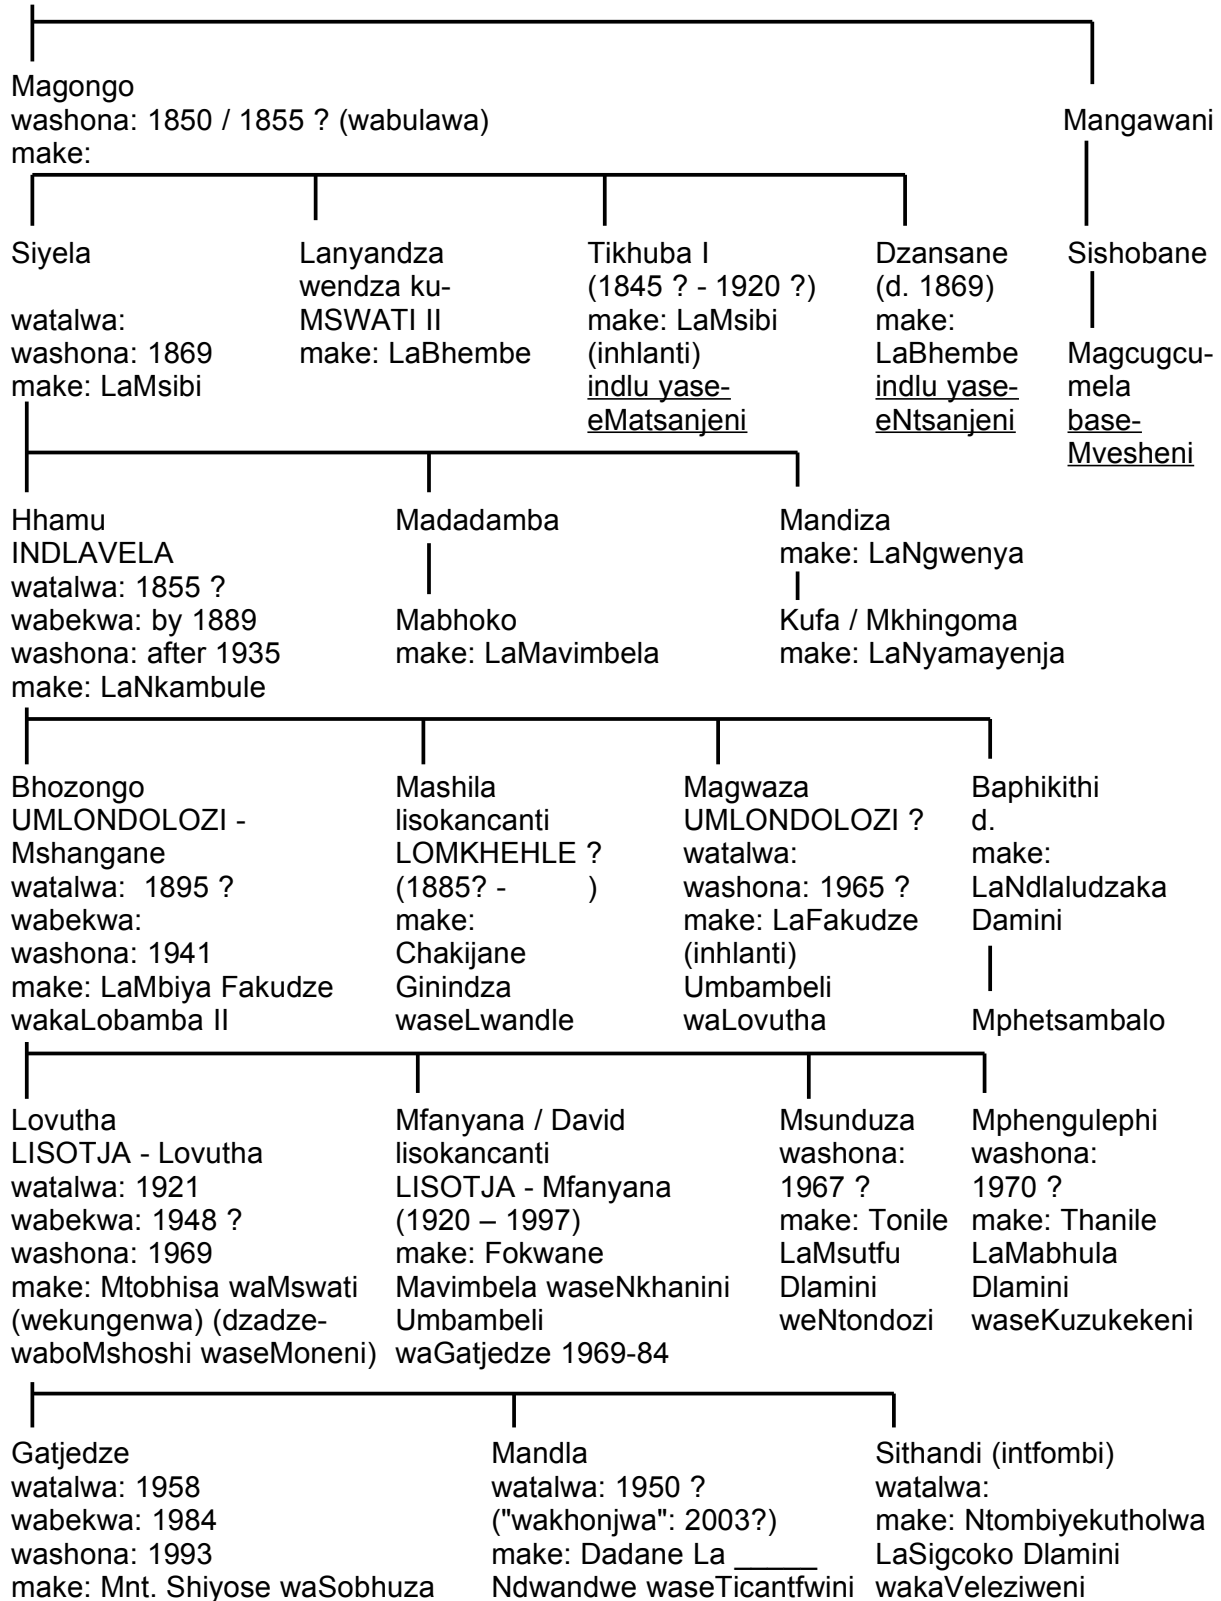 Magongo
washona: 1850 / 1855 ? (wabulawa)
make:
Mangawani
Siyela
watalwa:
washona: 1869
make: LaMsibi
Lanyandza
wendza ku-
MSWATI II
make: LaBhembe
Tikhuba I
(1845 ? - 1920 ?)
make: LaMsibi
(inhlanti)
indlu yase-
eMatsanjeni
Dzansane
(d. 1869)
make:
LaBhembe
indlu yase-
eNtsanjeni
Sishobane
Magcugcu-
mela
base-
Mvesheni
Hhamu
INDLAVELA
watalwa: 1855 ?
wabekwa: by 1889
washona: after 1935
make: LaNkambule
Madadamba
Mabhoko
make: LaMavimbela
Mandiza
make: LaNgwenya
Kufa / Mkhingoma
make: LaNyamayenja
Bhozongo
UMLONDOLOZI -
Mshangane
watalwa: 1895 ?
wabekwa:
washona: 1941
make: LaMbiya Fakudze
wakaLobamba II
Mashila
lisokancanti
LOMKHEHLE ?
(1885? - )
make:
Chakijane
Ginindza
waseLwandle
Magwaza
UMLONDOLOZI ?
watalwa:
washona: 1965 ?
make: LaFakudze
(inhlanti)
Umbambeli
waLovutha
Baphikithi
d.
make:
LaNdlaludzaka
Damini
Mphetsambalo
Lovutha
LISOTJA - Lovutha
watalwa: 1921
wabekwa: 1948 ?
washona: 1969
make: Mtobhisa waMswati
(wekungenwa) (dzadze-
waboMshoshi waseMoneni)
Mfanyana / David
lisokancanti
LISOTJA - Mfanyana
(1920 – 1997)
make: Fokwane
Mavimbela waseNkhanini
Umbambeli
waGatjedze 1969-84
Msunduza
washona:
1967 ?
make: Tonile
LaMsutfu
Dlamini
weNtondozi
Mphengulephi
washona:
1970 ?
make: Thanile
LaMabhula
Dlamini
waseKuzukekeni
Gatjedze
watalwa: 1958
wabekwa: 1984
washona: 1993
make: Mnt. Shiyose waSobhuza
Mandla
watalwa: 1950 ?
("wakhonjwa": 2003?)
make: Dadane La _____
Ndwandwe waseTicantfwini
Sithandi (intfombi)
watalwa:
make: Ntombiyekutholwa
LaSigcoko Dlamini
wakaVeleziweni